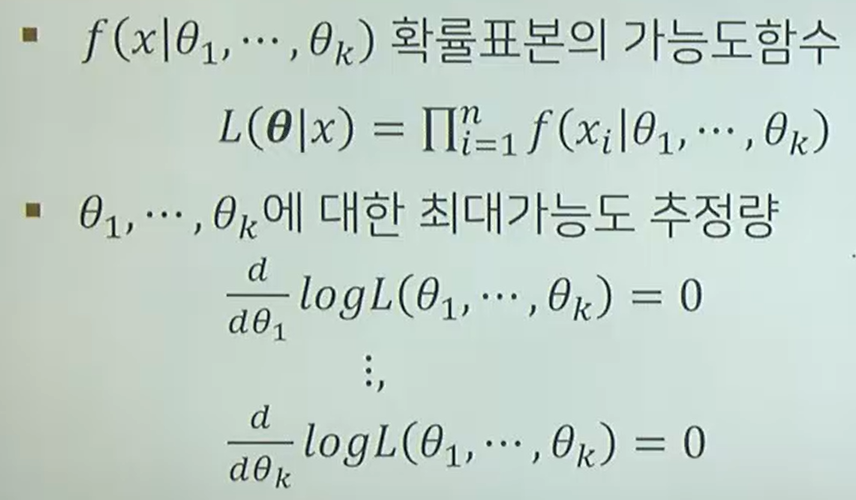 ▪ f(x|θ₁, ⋯, θₖ) 확률표본의 가능도함수
L(𝜽|x) = ∏ⁿᵢ₌₁ f(xᵢ|θ₁, ⋯, θₖ)
▪ θ₁, ⋯, θₖ에 대한 최대가능도 추정량
d/dθ₁ logL(θ₁, ⋯, θₖ) = 0
⋮,
d/dθₖ logL(θ₁, ⋯, θₖ) = 0